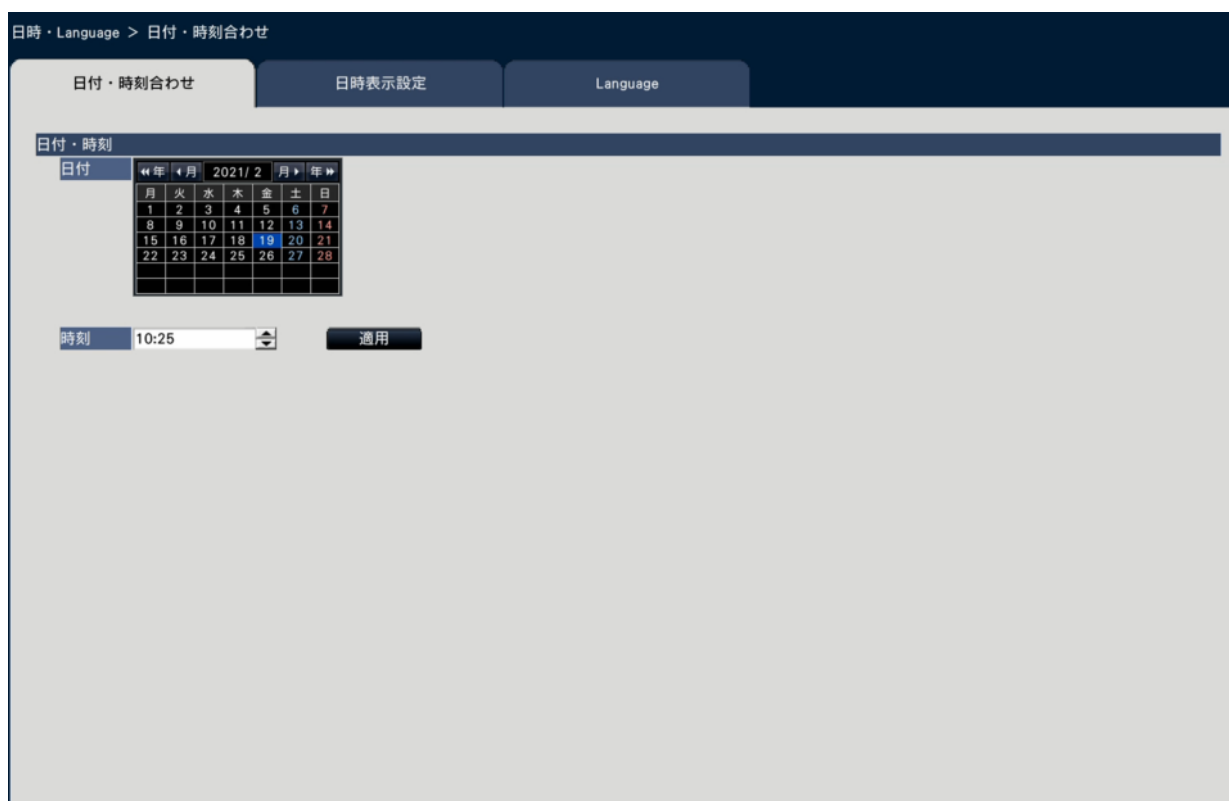 日時・Language > 日付・時刻合わせ
日付・時刻合わせ 日時表示設定 Language
日付・時刻
日付 ◀◀年 ◀月 2021/ 2 月▶ 年▶▶
月 火 水 木 金 土 日
1 2 3 4 5 6 7
8 9 10 11 12 13 14
15 16 17 18 19 20 21
22 23 24 25 26 27 28
時刻 10:25 適用